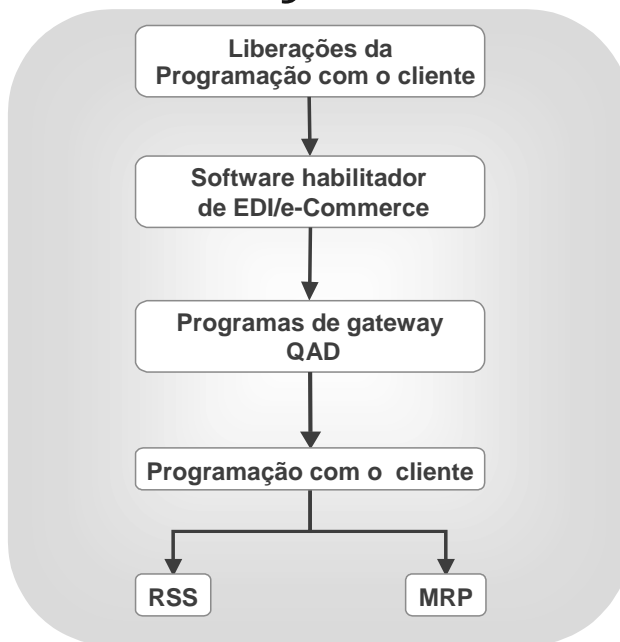 Liberações da
Programação com o cliente
Software habilitador
de EDI/e-Commerce
Programas de gateway
QAD
Programação com o cliente
RSS
MRP